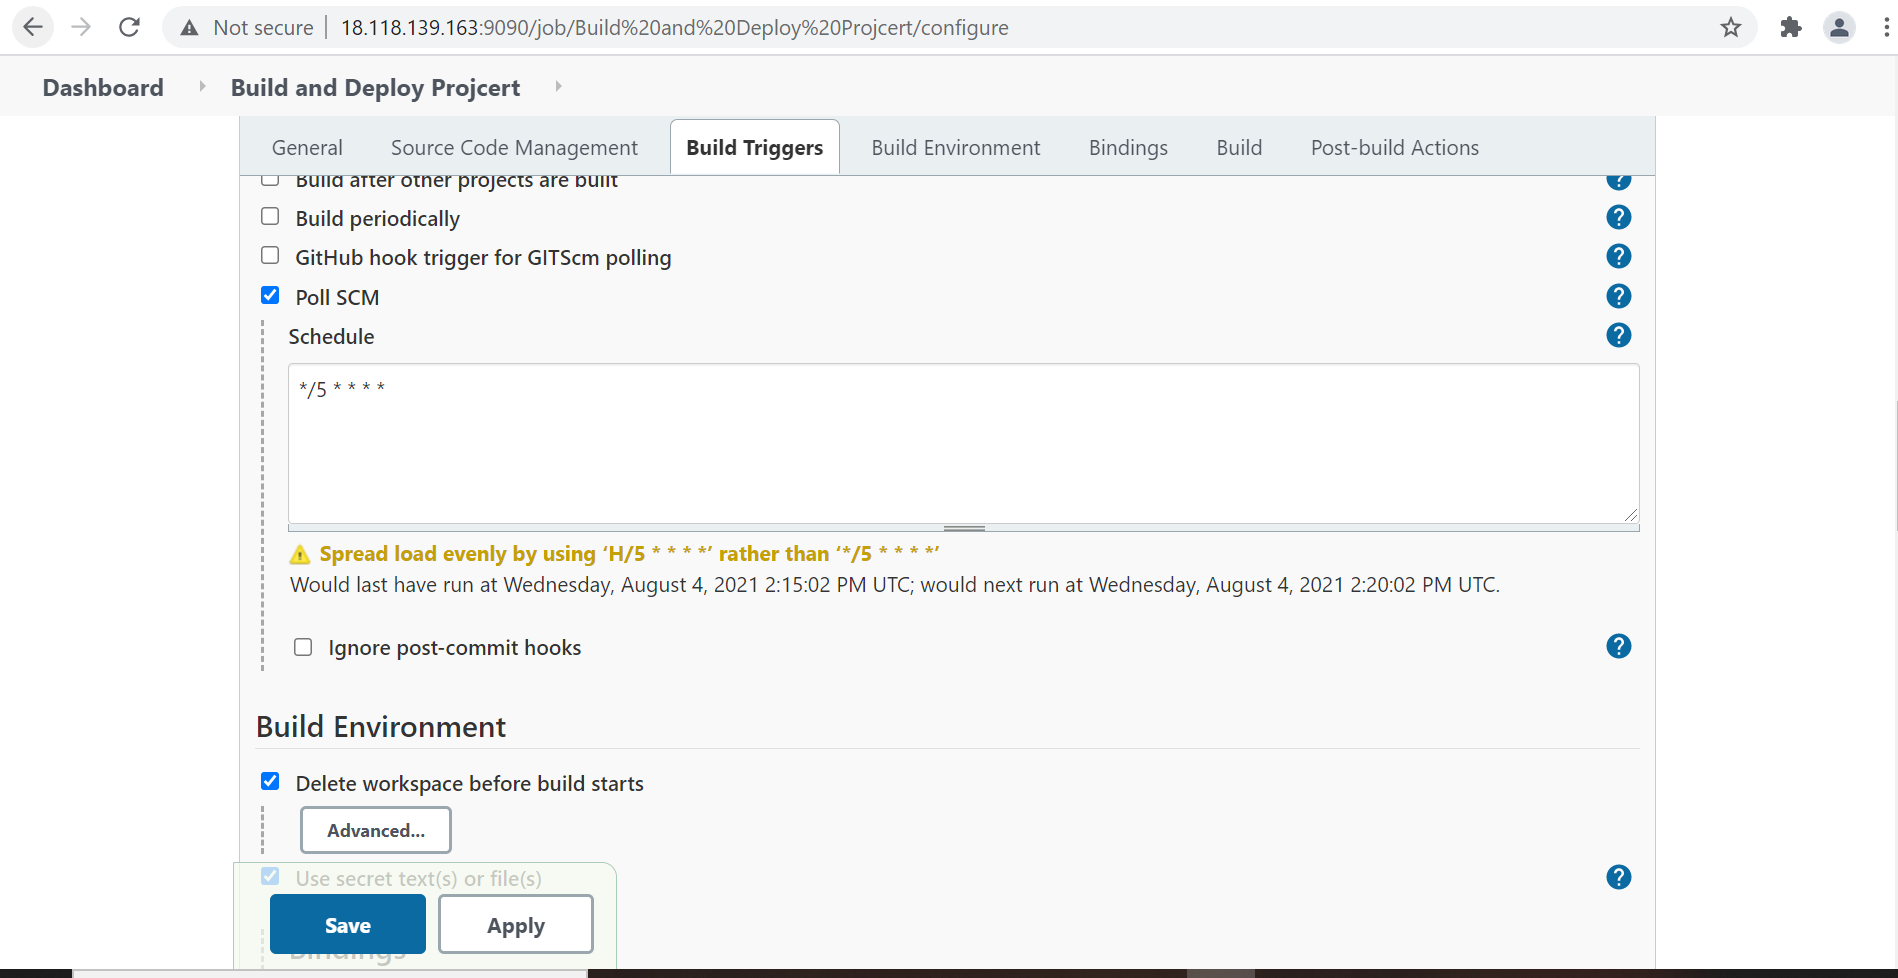 Not secure | 18.118.139.163:9090/job/Build%20and%20Deploy%20Projcert/configure
Dashboard Build and Deploy Projcert
General Source Code Management Build Triggers Build Environment Bindings Build Post-build Actions
Build after other projects are built ?
Build periodically ?
GitHub hook trigger for GITScm polling ?
Poll SCM ?
Schedule ?
*/5 * * * *
Spread load evenly by using ‘H/5 * * * *’ rather than ‘*/5 * * * *’
Would last have run at Wednesday, August 4, 2021 2:15:02 PM UTC; would next run at Wednesday, August 4, 2021 2:20:02 PM UTC.
Ignore post-commit hooks ?
Build Environment
Delete workspace before build starts
Advanced...
Use secret text(s) or file(s) ?
Save Apply
Bindings